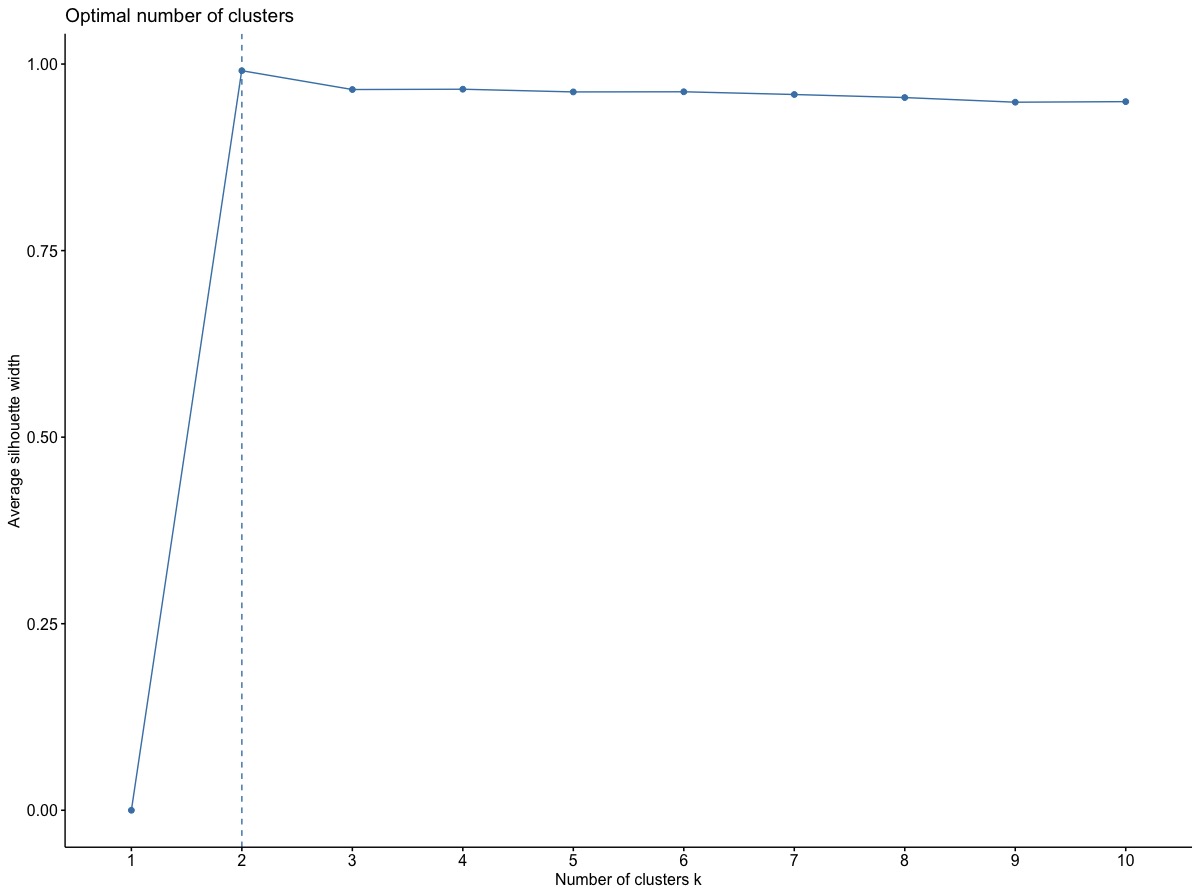 Optimal number of clusters
1.00
0.75
0.50
0.25
0.00
Average silhouette width
1 2 3 4 5 6 7 8 9 10
Number of clusters k